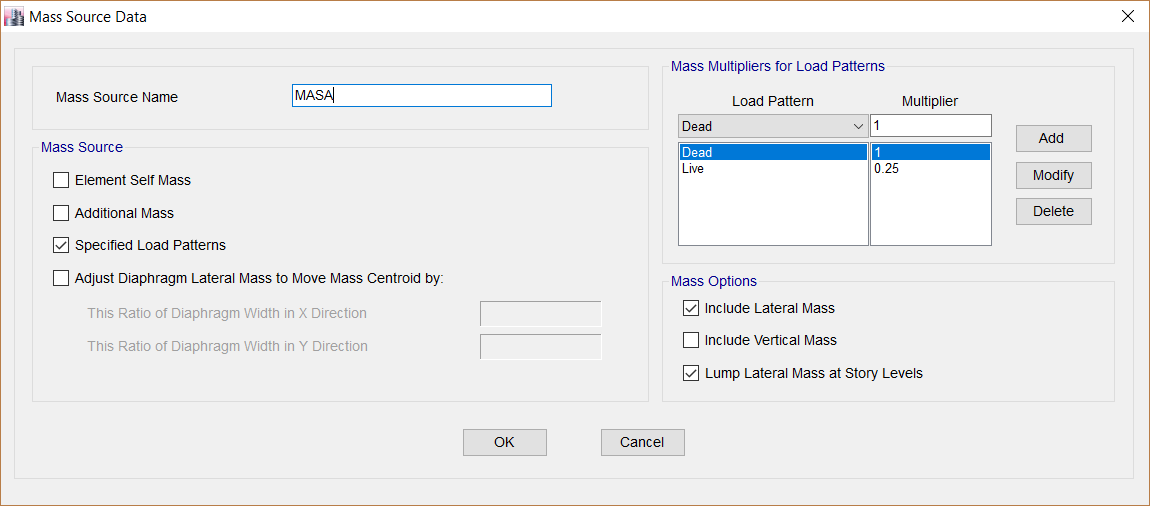 Mass Source Data
Mass Source Name
MASA
Mass Source
Element Self Mass
Additional Mass
Specified Load Patterns
Adjust Diaphragm Lateral Mass to Move Mass Centroid by:
This Ratio of Diaphragm Width in X Direction
This Ratio of Diaphragm Width in Y Direction
Mass Multipliers for Load Patterns
Load Pattern Multiplier
Dead 1
Dead 1
Live 0.25
Add
Modify
Delete
Mass Options
Include Lateral Mass
Include Vertical Mass
Lump Lateral Mass at Story Levels
OK Cancel